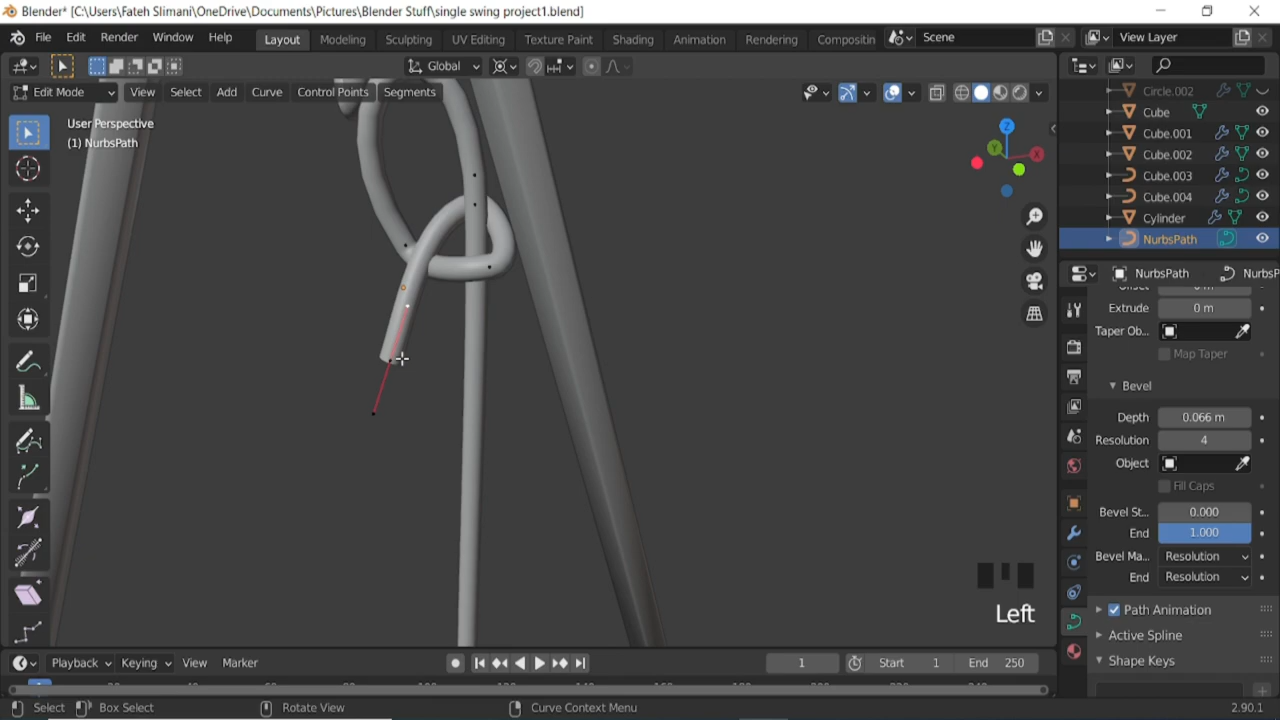 Blender* [C:\Users\Fateh Slimani\OneDrive\Documents\Pictures\Blender Stuff\single swing project1.blend]
File Edit Render Window Help Layout Modeling Sculpting UV Editing Texture Paint Shading Animation Rendering Compositin Scene View Layer
Global
Edit Mode View Select Add Curve Control Points Segments
User Perspective
(1) NurbsPath
Z
Y
X
Circle.002
Cube
Cube.001
Cube.002
Cube.003
Cube.004
Cylinder
NurbsPath
NurbsPath NurbsP
Offset 0 m
Extrude 0 m
Taper Ob...
Map Taper
Bevel
Depth 0.066 m
Resolution 4
Object
Fill Caps
Bevel St... 0.000
End 1.000
Bevel Ma... Resolution
End Resolution
Path Animation
Active Spline
Shape Keys
Left
Playback Keying View Marker 1 Start 1 End 250
Select Box Select Rotate View Curve Context Menu 2.90.1